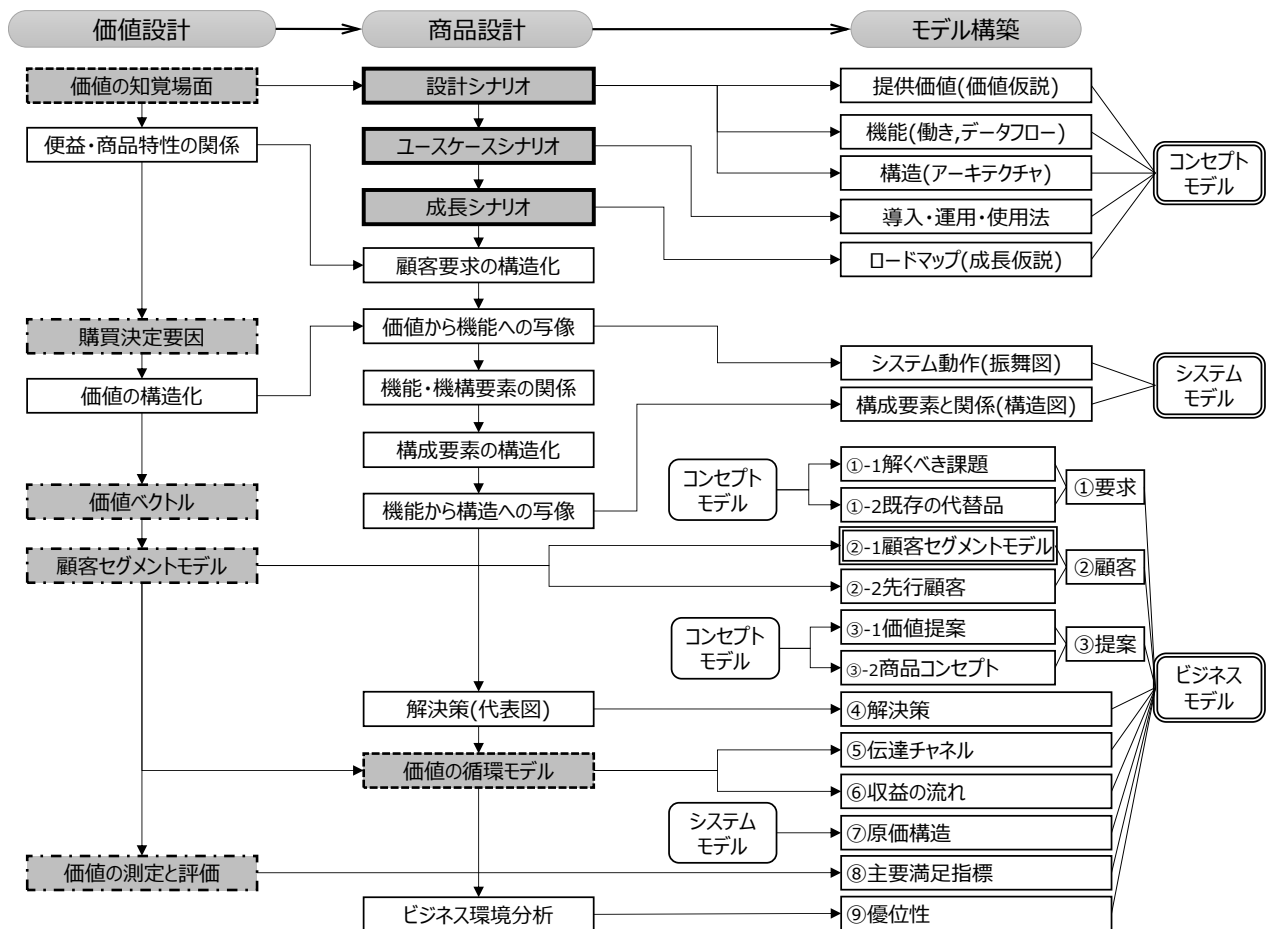 価値設計
商品設計
モデル構築
価値の知覚場面
便益・商品特性の関係
購買決定要因
価値の構造化
価値ベクトル
顧客セグメントモデル
価値の測定と評価
設計シナリオ
ユースケースシナリオ
成長シナリオ
顧客要求の構造化
価値から機能への写像
機能・機構要素の関係
構成要素の構造化
機能から構造への写像
解決策(代表図)
価値の循環モデル
ビジネス環境分析
提供価値(価値仮説)
機能(働き,データフロー)
構造(アーキテクチャ)
導入・運用・使用法
ロードマップ(成長仮説)
コンセプト
モデル
システム動作(振舞図)
構成要素と関係(構造図)
システム
モデル
コンセプト
モデル
①-1解くべき課題
①-2既存の代替品
①要求
②-1顧客セグメントモデル
②-2先行顧客
②顧客
コンセプト
モデル
③-1価値提案
③-2商品コンセプト
③提案
④解決策
⑤伝達チャネル
⑥収益の流れ
システム
モデル
⑦原価構造
⑧主要満足指標
⑨優位性
ビジネス
モデル